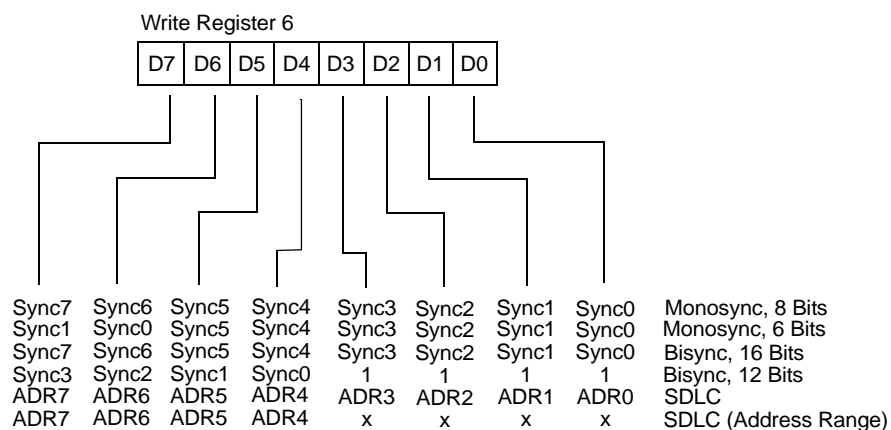 Write Register 6
D7 D6 D5 D4 D3 D2 D1 D0
Sync7 Sync6 Sync5 Sync4 Sync3 Sync2 Sync1 Sync0 Monosync, 8 Bits
Sync1 Sync0 Sync5 Sync4 Sync3 Sync2 Sync1 Sync0 Monosync, 6 Bits
Sync7 Sync6 Sync5 Sync4 Sync3 Sync2 Sync1 Sync0 Bisync, 16 Bits
Sync3 Sync2 Sync1 Sync0 1 1 1 1 Bisync, 12 Bits
ADR7 ADR6 ADR5 ADR4 ADR3 ADR2 ADR1 ADR0 SDLC
ADR7 ADR6 ADR5 ADR4 x x x x SDLC (Address Range)